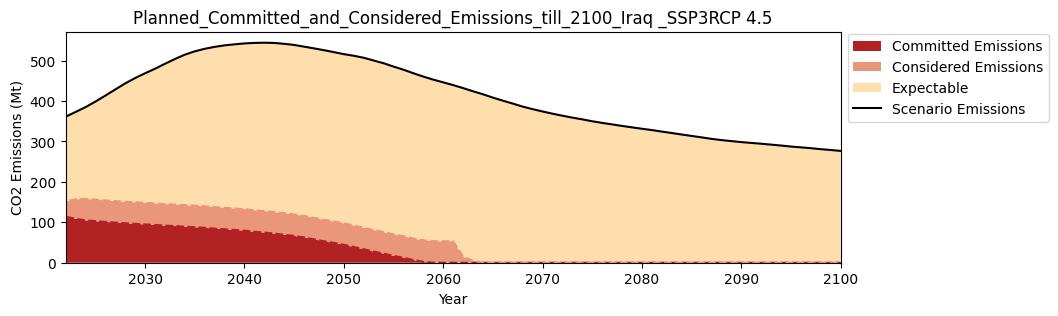 Planned_Committed_and_Considered_Emissions_till_2100_Iraq _SSP3RCP 4.5
Committed Emissions
Considered Emissions
Expectable
Scenario Emissions
CO2 Emissions (Mt)
500
400
300
200
100
0
2030 2040 2050 2060 2070 2080 2090 2100
Year